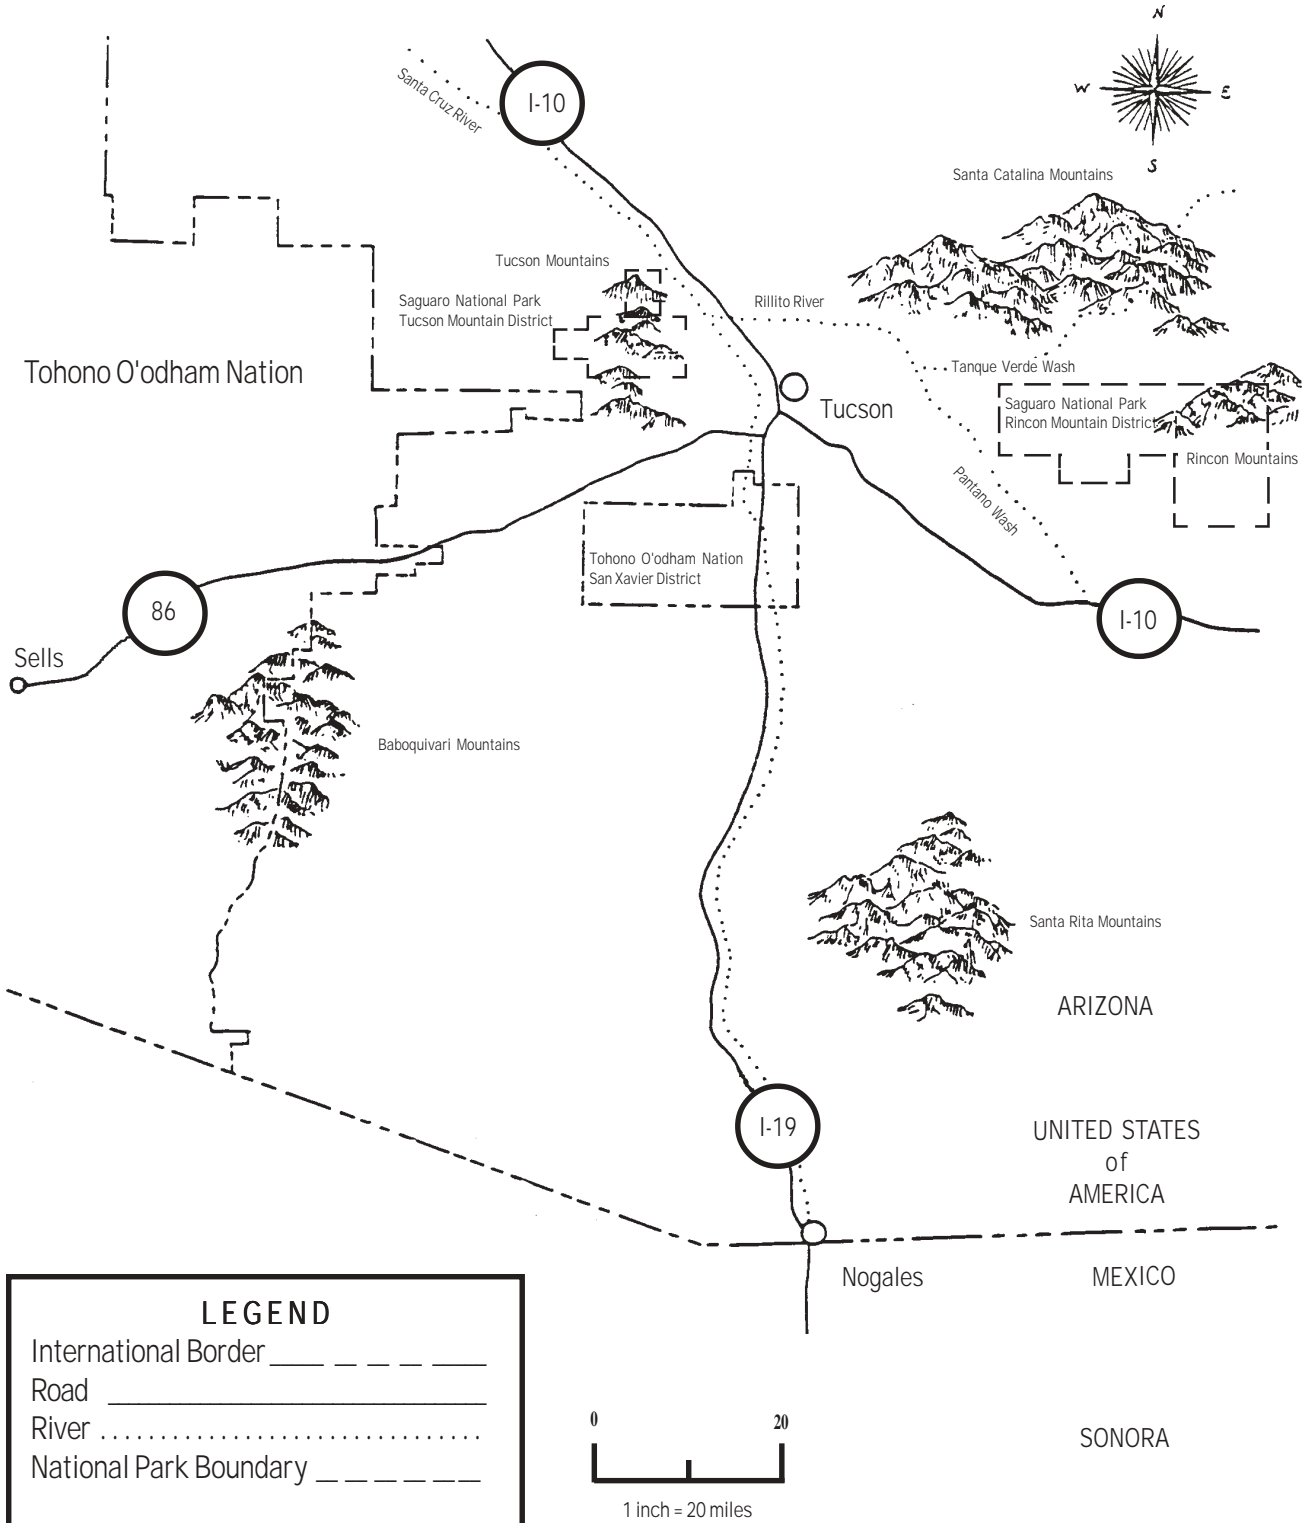 N
I-10
Santa Cruz River
W
E
S
Santa Catalina Mountains
Tucson Mountains
Saguaro National Park
Tucson Mountain District
Rillito River
Tohono O'odham Nation
Tanque Verde Wash
Tucson
Saguaro National Park
Rincon Mountain District
Rincon Mountains
Pantano Wash
Tohono O'odham Nation
San Xavier District
86
I-10
Sells
Baboquivari Mountains
Santa Rita Mountains
ARIZONA
I-19
UNITED STATES
of
AMERICA
Nogales
MEXICO
LEGEND
International Border
Road
River
National Park Boundary
0 20
1 inch = 20 miles
SONORA